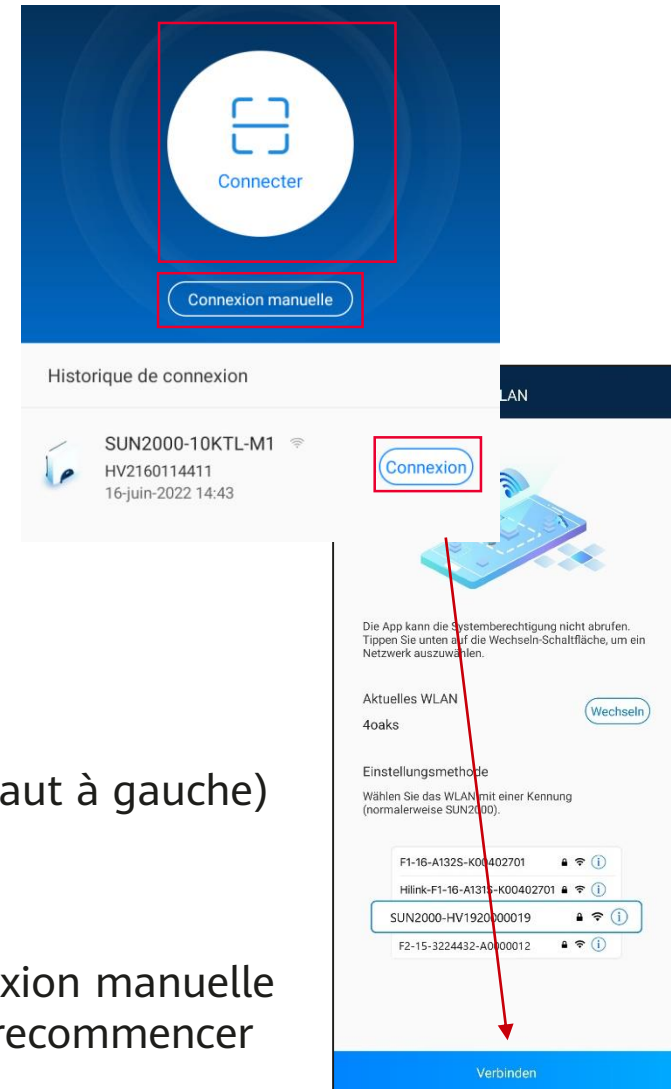 Connecter
Connexion manuelle
Historique de connexion
SUN2000-10KTL-M1
HV2160114411
16-juin-2022 14:43
Connexion
LAN
Die App kann die Systemberechtigung nicht abrufen.
Tippen Sie unten auf die Wechseln-Schaltfläche, um ein
Netzwerk auszuwählen.
Aktuelles WLAN
4oaks
Wechseln
Einstellungsmethode
Wählen Sie das WLAN mit einer Kennung
(normalerweise SUN2000).
F1-16-A132S-K00402701
Hilink-F1-16-A131S-K00402701
SUN2000-HV1920000019
F2-15-3224432-A0000012
Verbinden
aut à gauche)
xion manuelle
recommencer